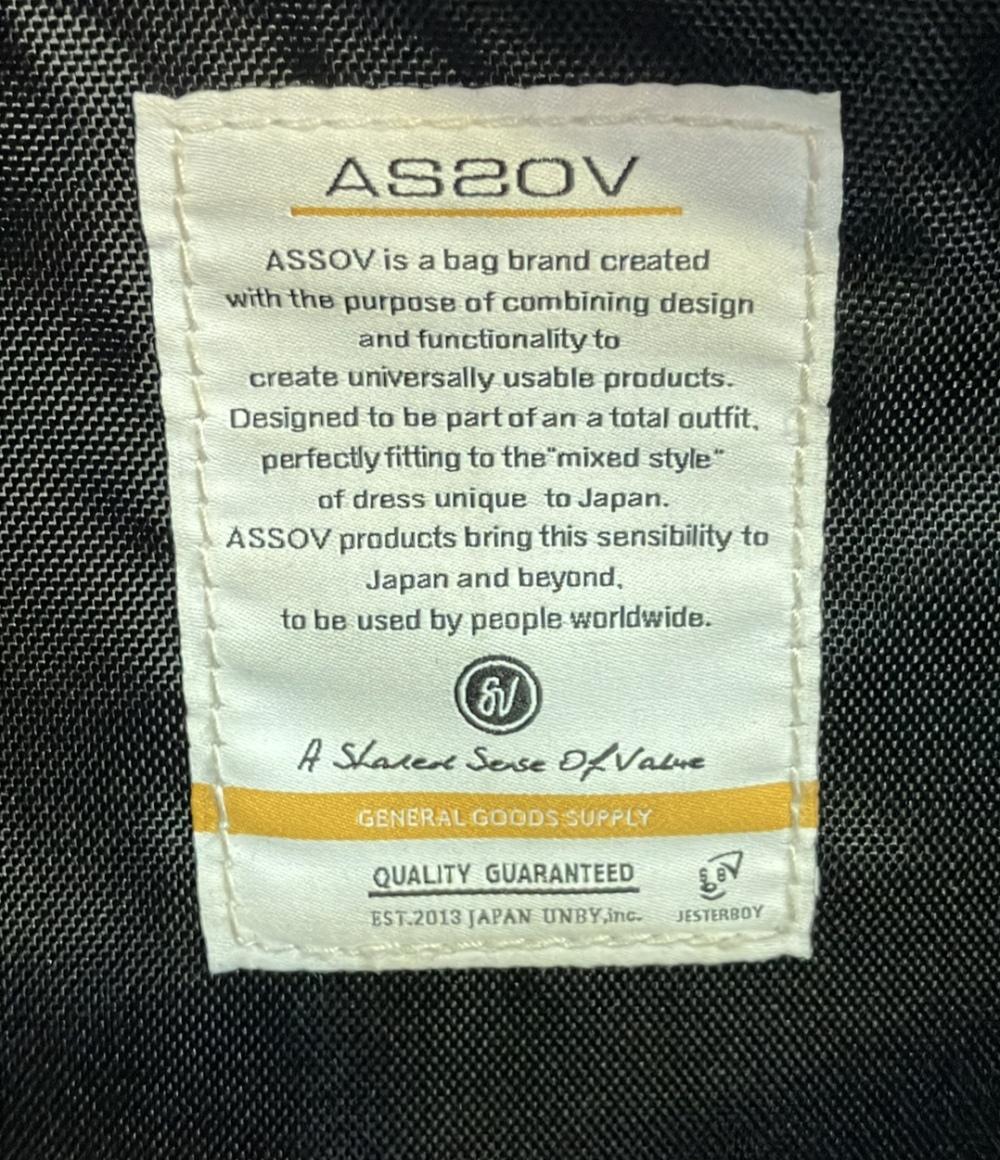 ASSOV
ASSOV is a bag brand created
with the purpose of combining design
and functionality to
create universally usable products.
Designed to be part of an a total outfit,
perfectly fitting to the "mixed style"
of dress unique to Japan.
ASSOV products bring this sensibility to
Japan and beyond,
to be used by people worldwide.
SV
A Shared Sense Of Value
GENERAL GOODS SUPPLY
QUALITY GUARANTEED
EST.2013 JAPAN UNBY,inc.
JESTERBOY